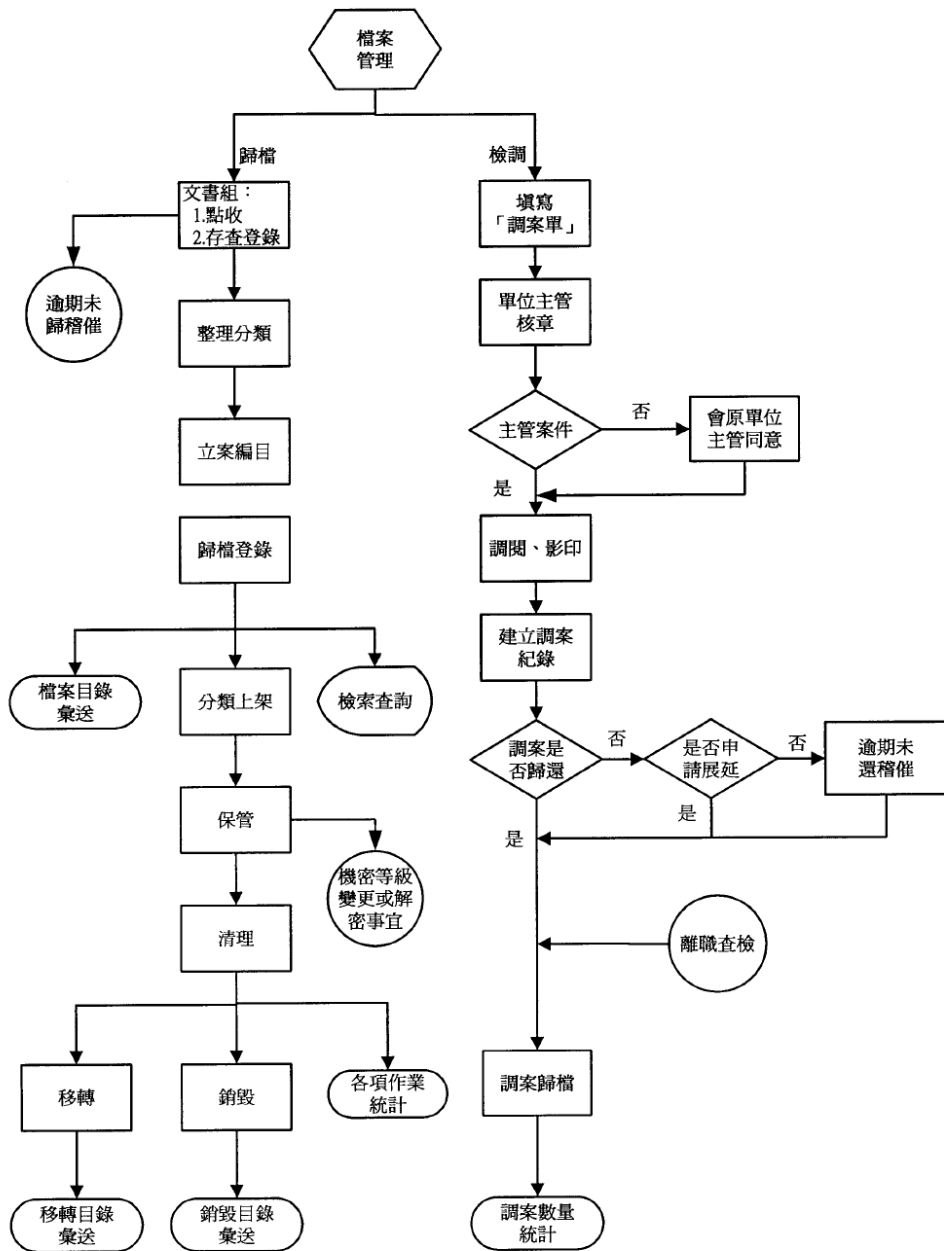 檔案
管理
歸檔
檢調
文書組：
1.點收
2.存查登錄
逾期未
歸稽催
整理分類
立案編目
歸檔登錄
檔案目錄
彙送
分類上架
檢索查詢
保管
機密等級
變更或解
密事宜
清理
移轉
銷毀
各項作業
統計
移轉目錄
彙送
銷毀目錄
彙送
填寫
「調案單」
單位主管
核章
主管案件
否
會原單位
主管同意
是
調閱、影印
建立調案
紀錄
調案是
否歸還
否
是否申
請展延
否
逾期未
還稽催
是
是
離職查檢
調案歸檔
調案數量
統計